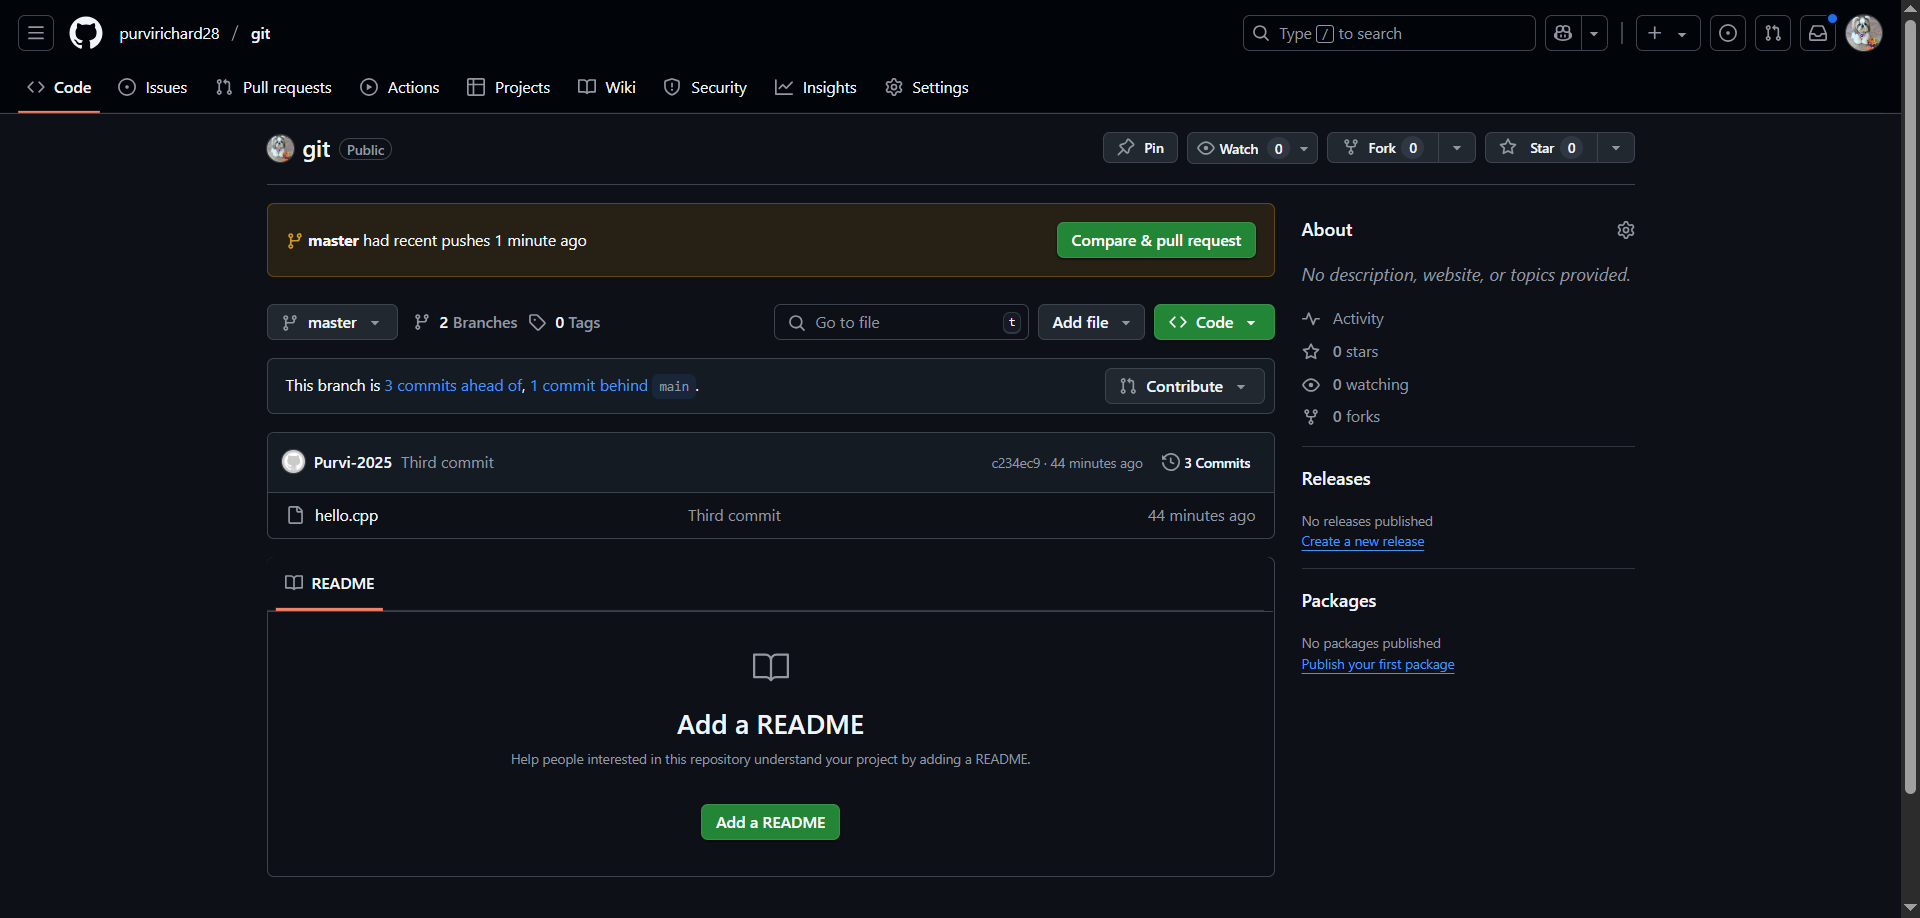 purvirichard28 / git
Type / to search
Code Issues Pull requests Actions Projects Wiki Security Insights Settings
git Public
Pin Watch 0 Fork 0 Star 0
master had recent pushes 1 minute ago
Compare & pull request
master 2 Branches 0 Tags
Go to file t
Add file
Code
This branch is 3 commits ahead of, 1 commit behind main.
Contribute
Purvi-2025 Third commit c234ec9 · 44 minutes ago 3 Commits
hello.cpp Third commit 44 minutes ago
README
Add a README
Help people interested in this repository understand your project by adding a README.
Add a README
About
No description, website, or topics provided.
Activity
0 stars
0 watching
0 forks
Releases
No releases published
Create a new release
Packages
No packages published
Publish your first package